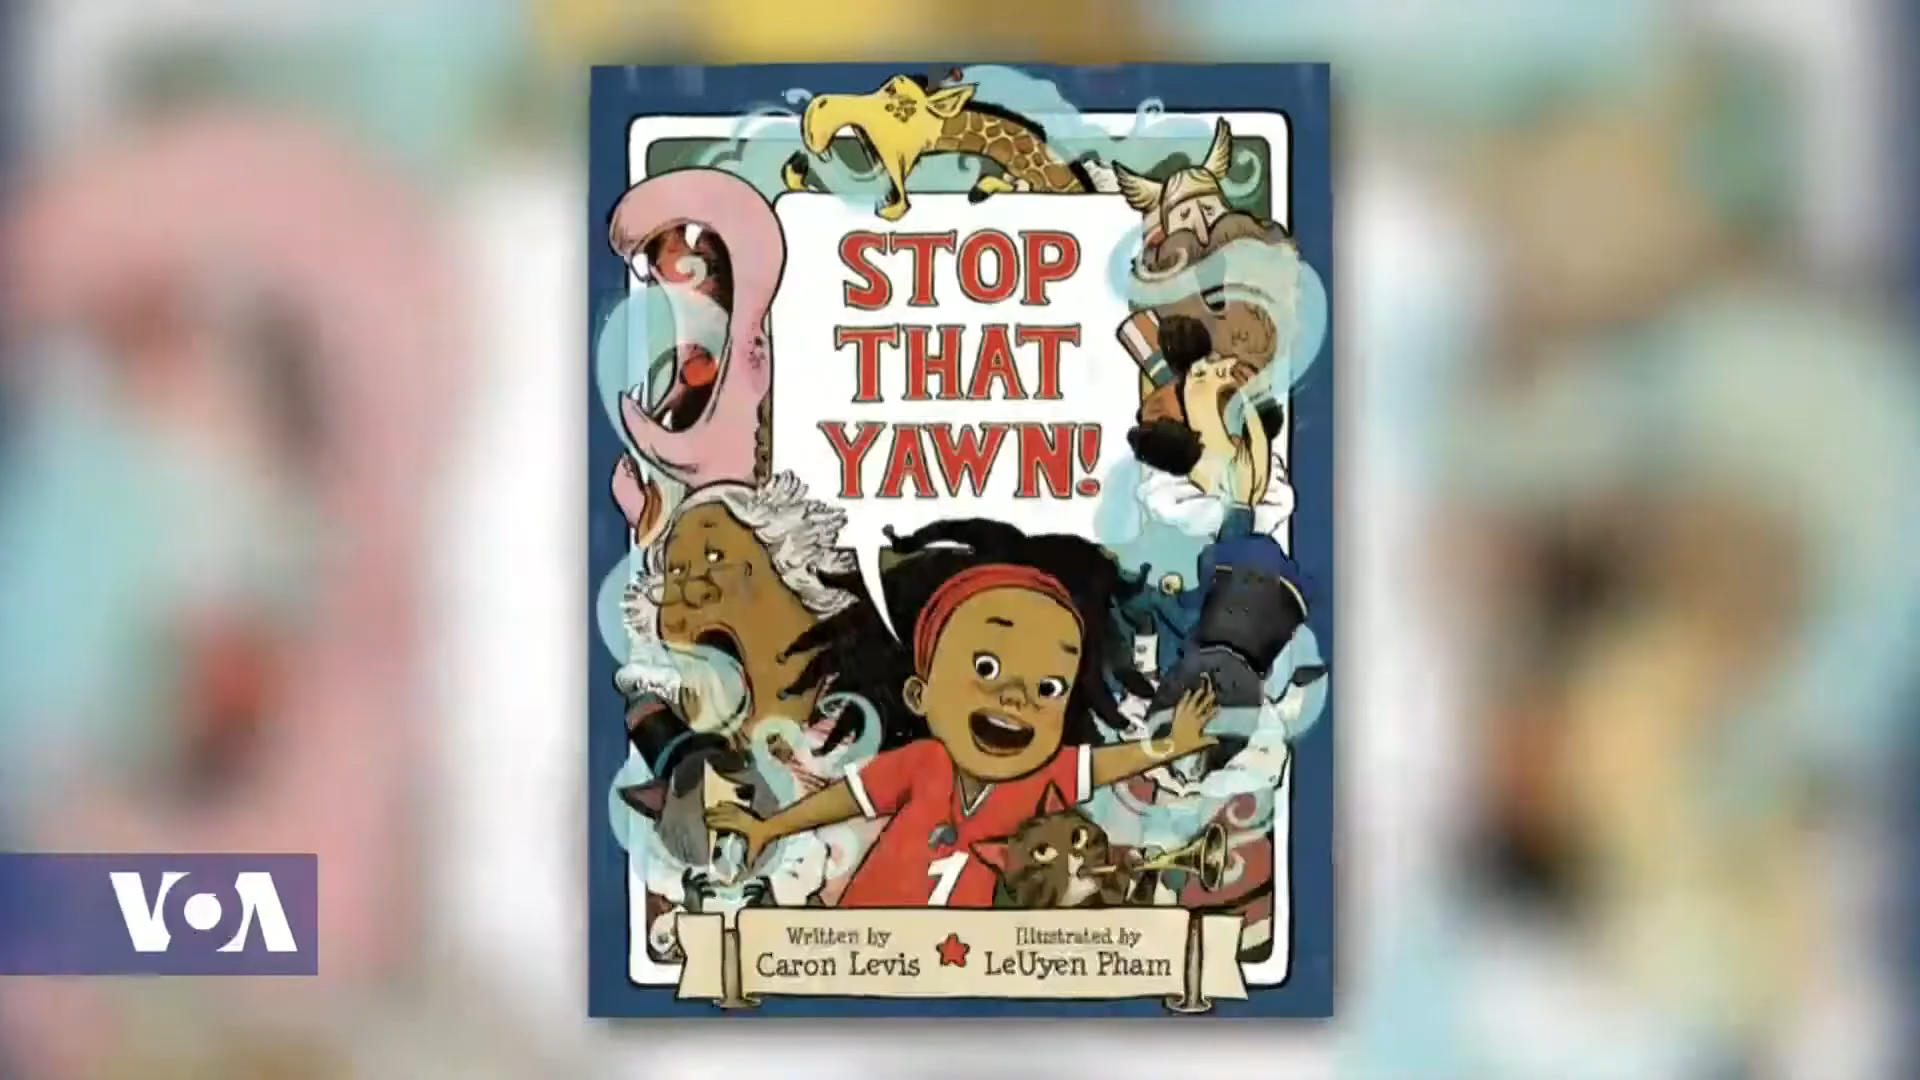 STOP
THAT
YAWN!
1
Written by
Caron Levis
Illustrated by
LeUyen Pham
VOA